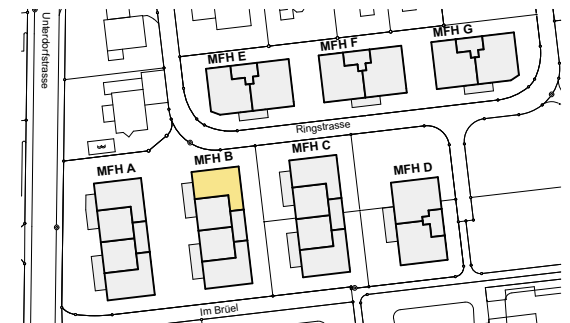 Unterdorfstrasse
MFH E
MFH F
MFH G
Ringstrasse
MFH A
MFH B
MFH C
MFH D
Im Brüel